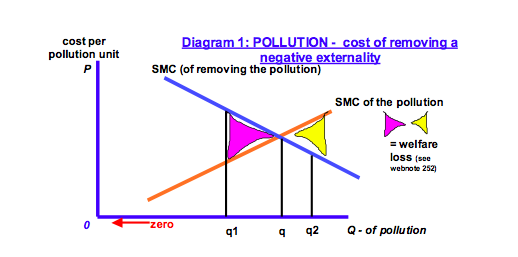 cost per
pollution unit
P
Diagram 1: POLLUTION - cost of removing a
negative externality
SMC (of removing the pollution)
SMC of the pollution
= welfare
loss (see
webnote 252)
0
zero
q1
q
q2
Q - of pollution